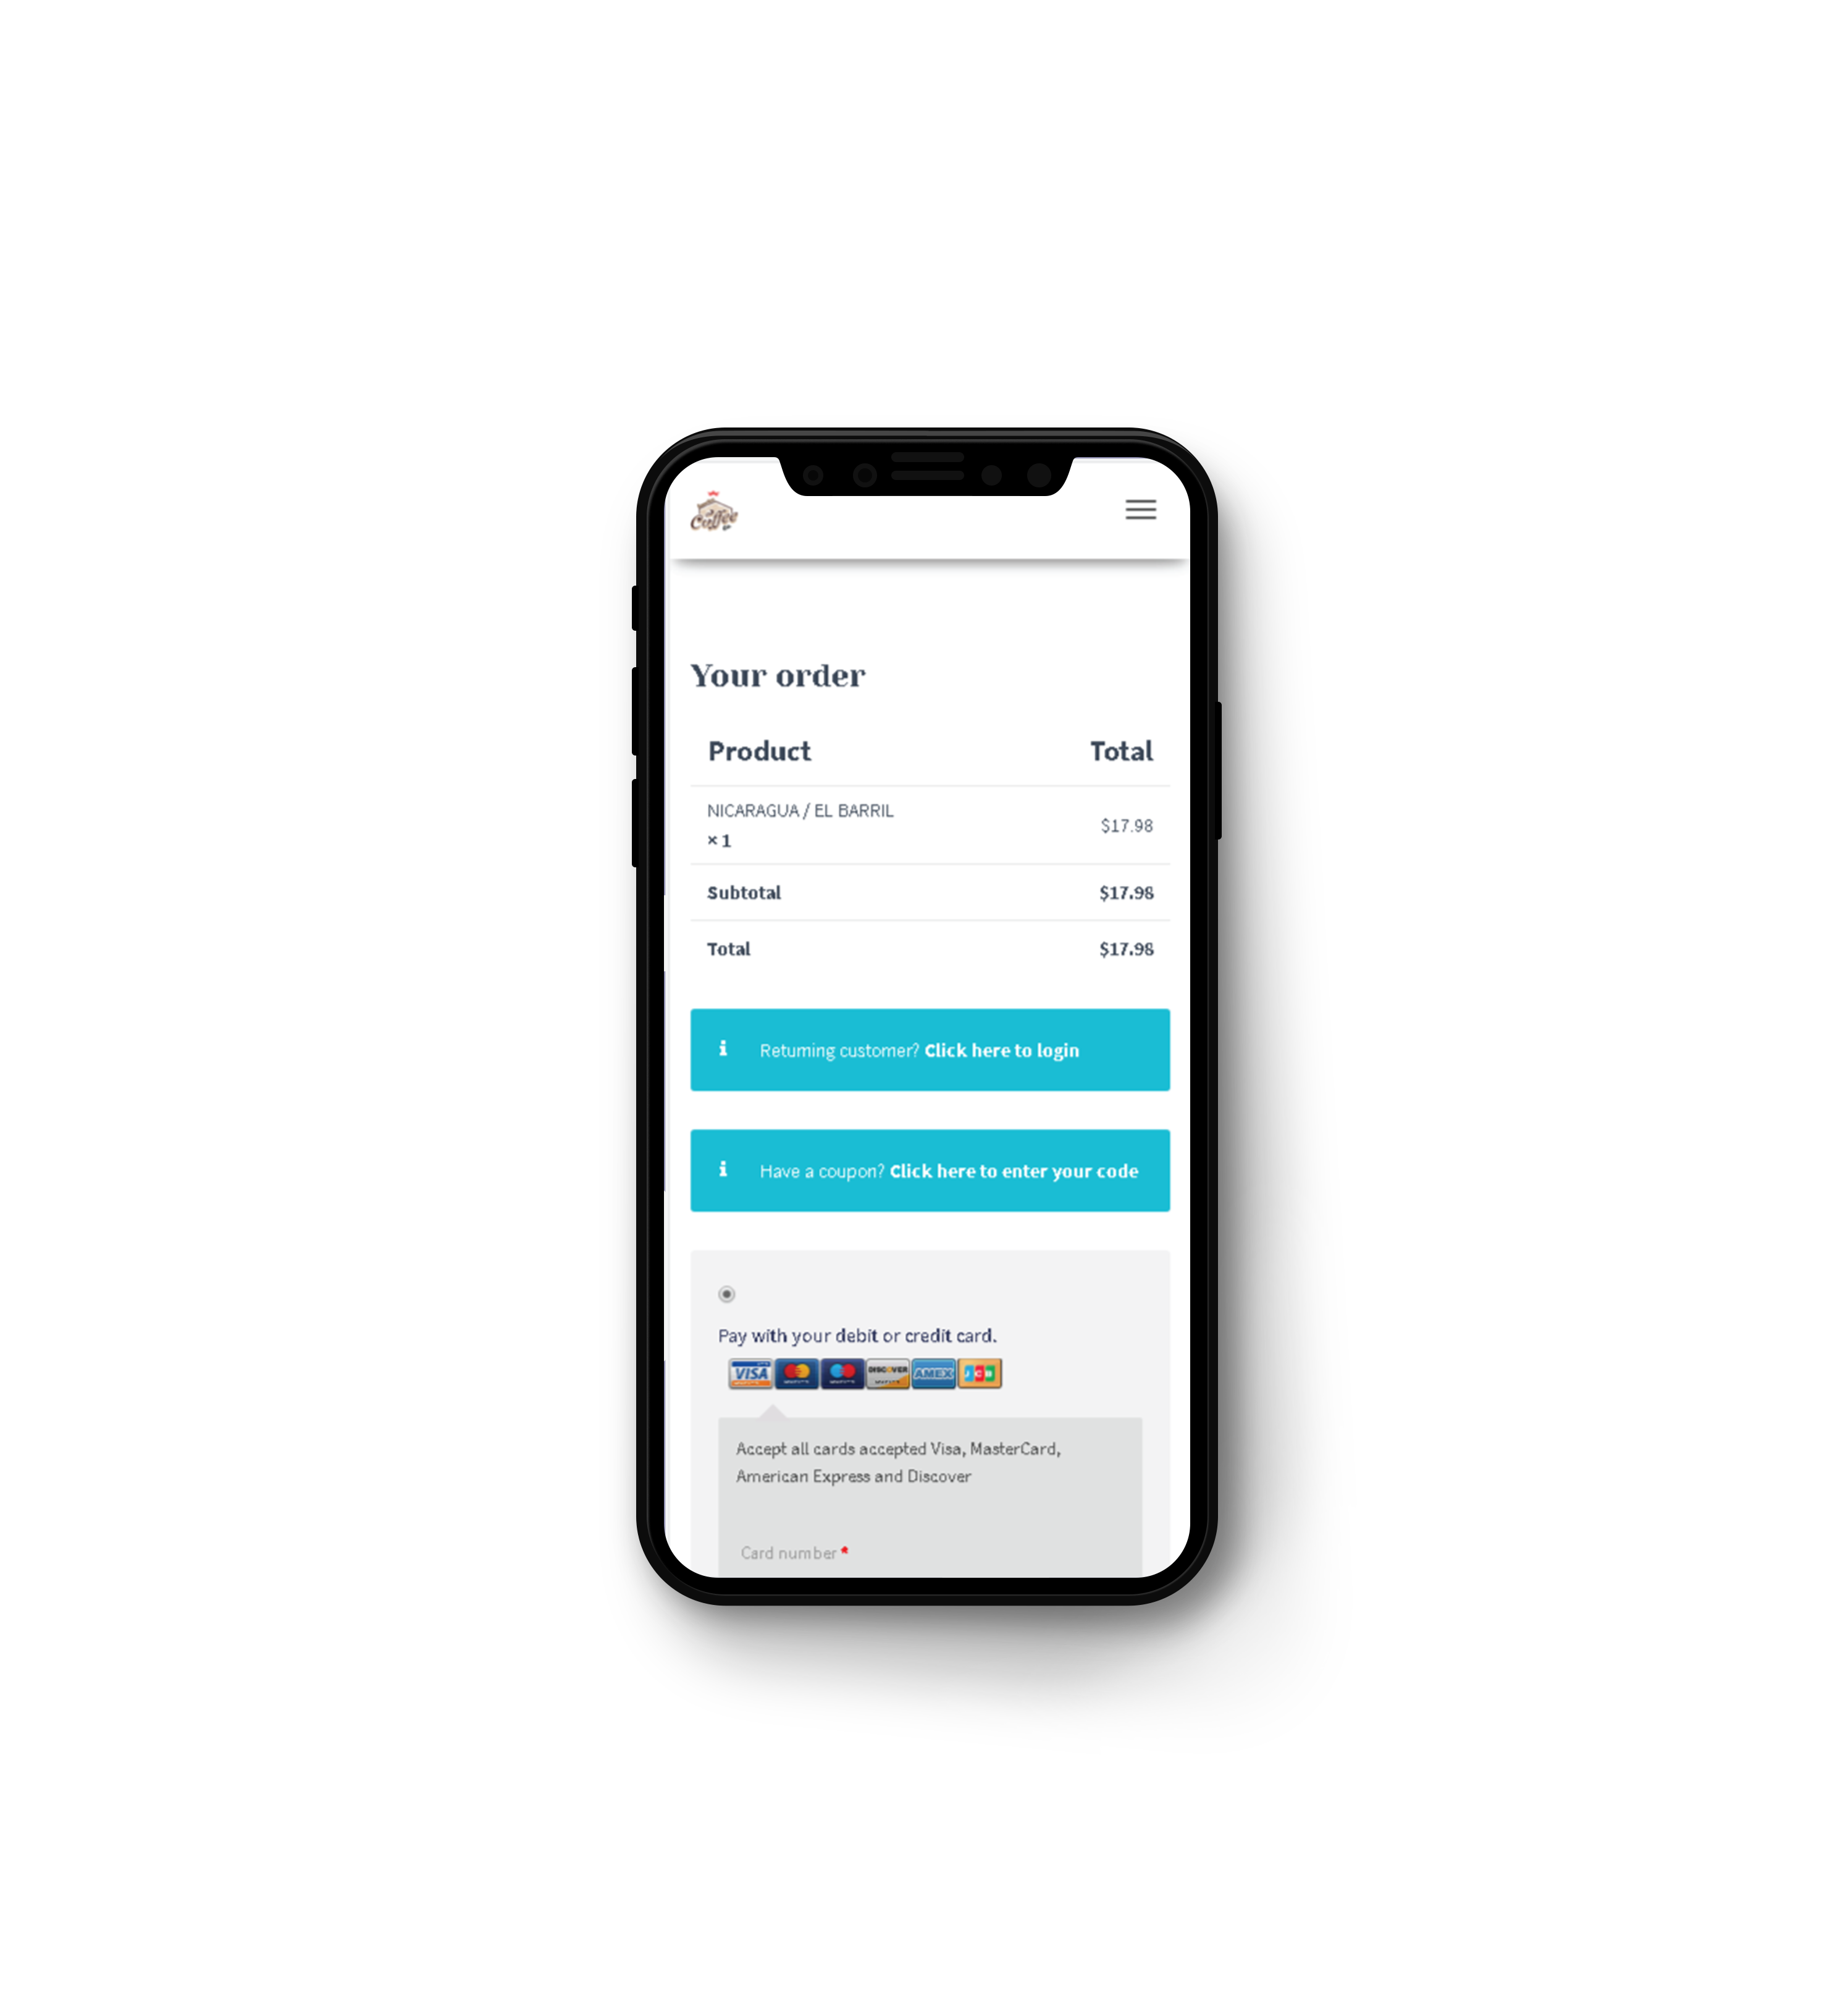 Coffee
Your order
Product Total
NICARAGUA / EL BARRIL
× 1 $17.98
Subtotal $17.98
Total $17.98
Returning customer? Click here to login
Have a coupon? Click here to enter your code
Pay with your debit or credit card.
VISA DISCOVER AMEX JCB
Accept all cards accepted Visa, MasterCard,
American Express and Discover
Card number *